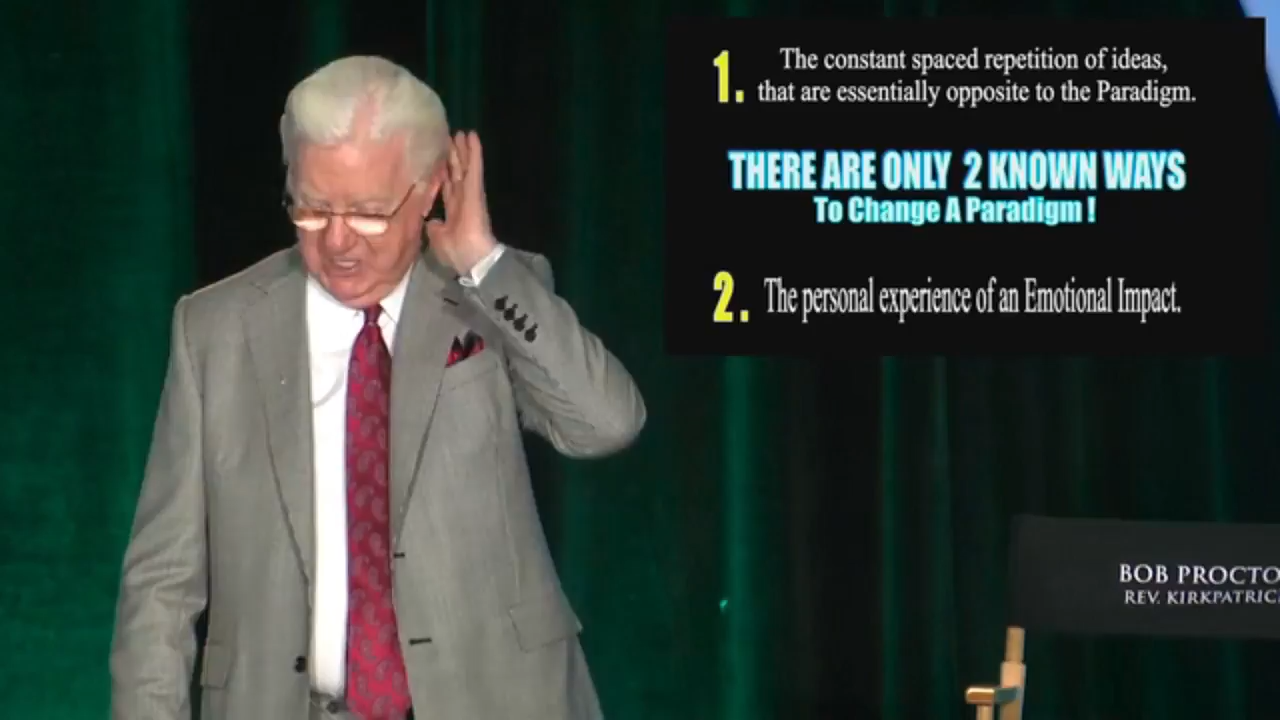 1. The constant spaced repetition of ideas,
that are essentially opposite to the Paradigm.
THERE ARE ONLY 2 KNOWN WAYS
To Change A Paradigm !
2. The personal experience of an Emotional Impact.
BOB PROCTO
REV. KIRKPATRIC